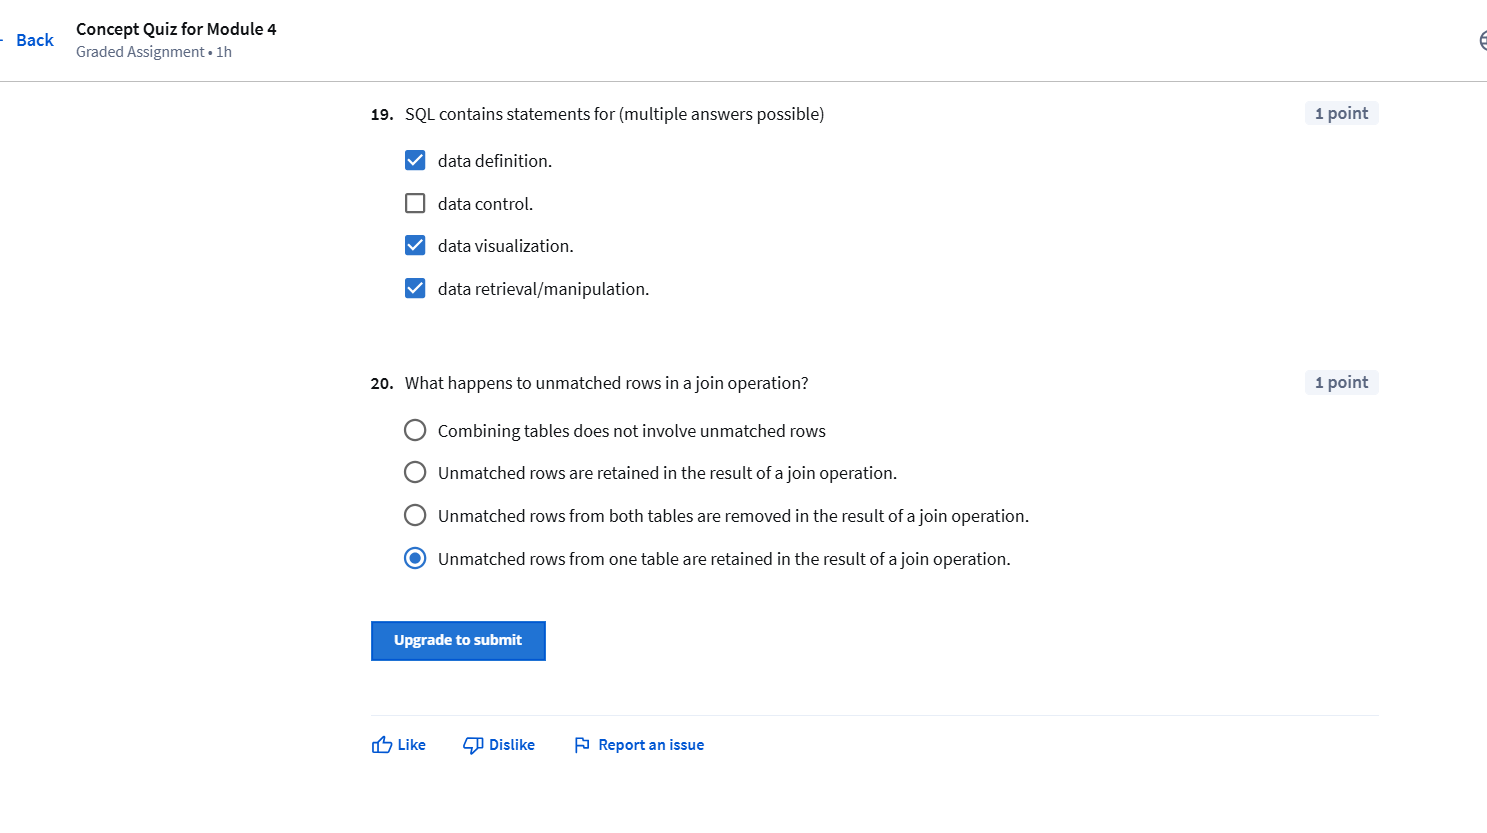 Back
Concept Quiz for Module 4
Graded Assignment • 1h
19. SQL contains statements for (multiple answers possible)
1 point
data definition.
data control.
data visualization.
data retrieval/manipulation.
20. What happens to unmatched rows in a join operation?
1 point
Combining tables does not involve unmatched rows
Unmatched rows are retained in the result of a join operation.
Unmatched rows from both tables are removed in the result of a join operation.
Unmatched rows from one table are retained in the result of a join operation.
Upgrade to submit
Like Dislike Report an issue